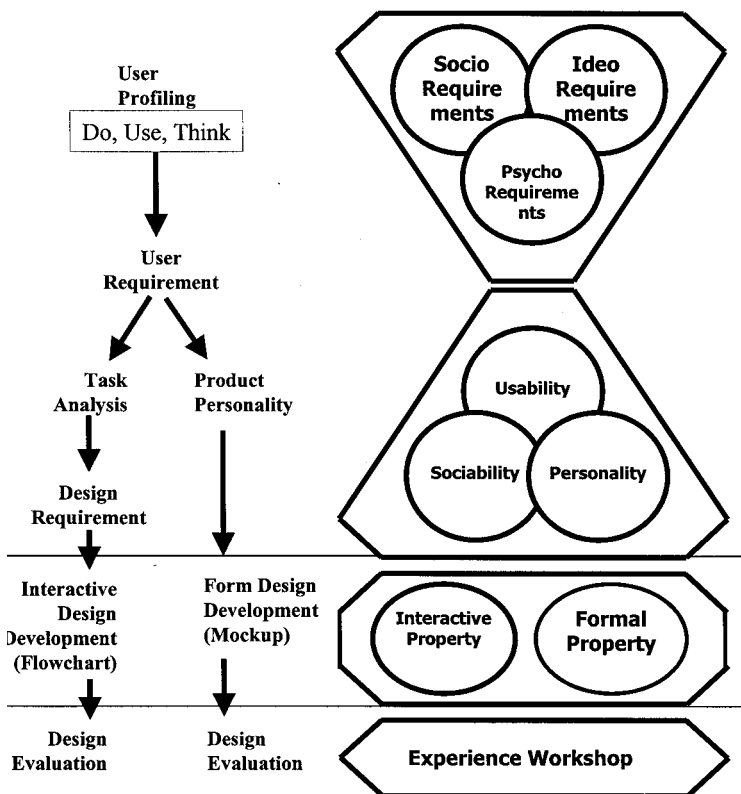 User
Profiling
Do, Use, Think
User
Requirement
Task
Analysis
Product
Personality
Design
Requirement
Interactive
Design
Development
(Flowchart)
Form Design
Development
(Mockup)
Design
Evaluation
Design
Evaluation
Socio
Require
ments
Ideo
Require
ments
Psycho
Requireme
nts
Usability
Sociability
Personality
Interactive
Property
Formal
Property
Experience Workshop